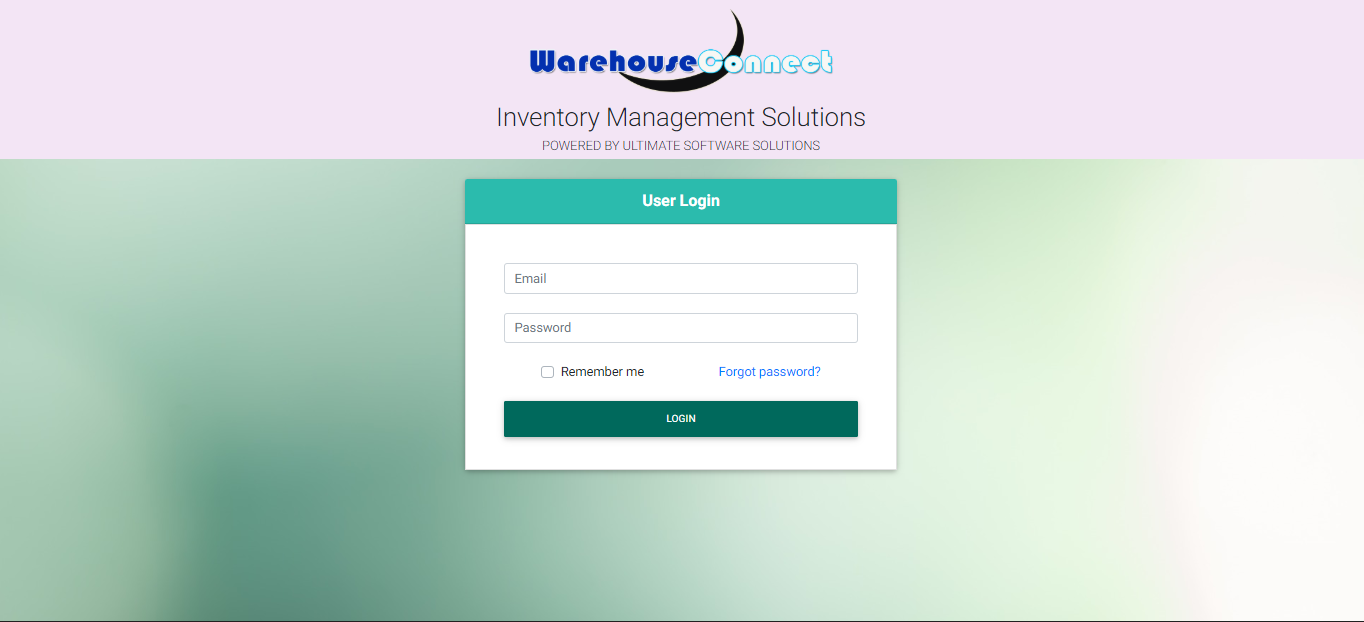 WarehouseConnect
Inventory Management Solutions
POWERED BY ULTIMATE SOFTWARE SOLUTIONS
User Login
Email
Password
Remember me
Forgot password?
LOGIN